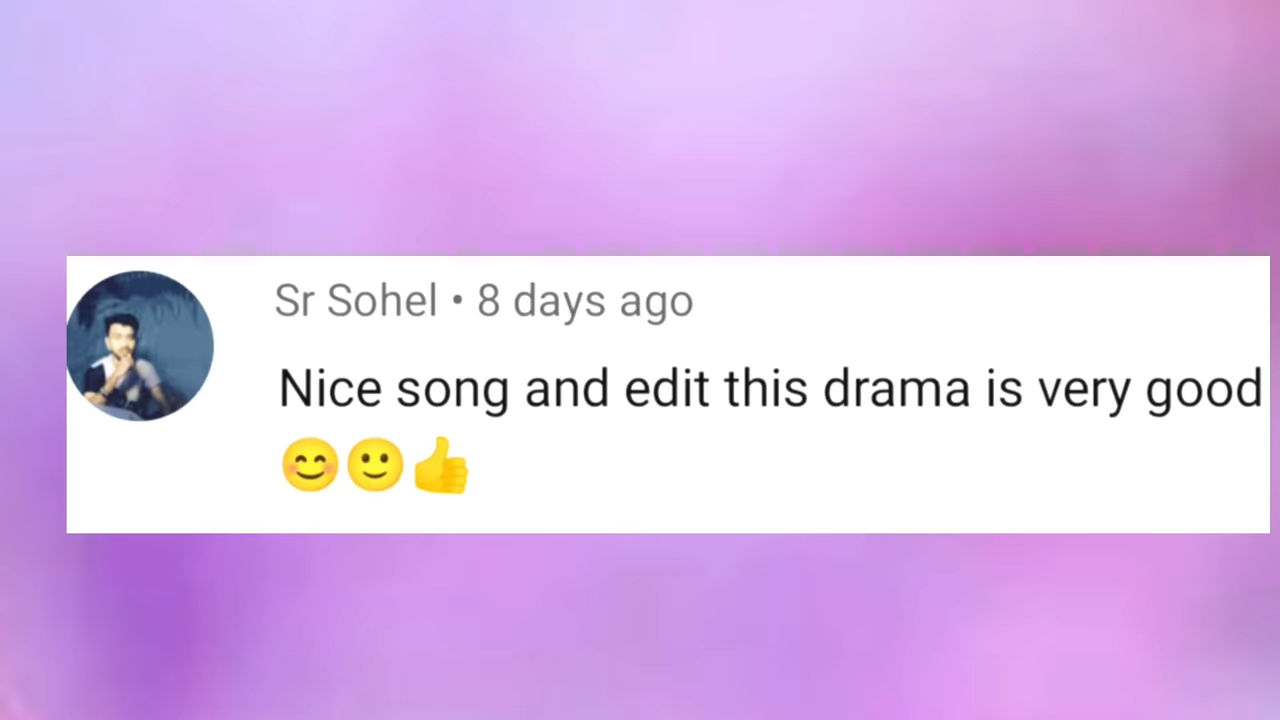 Sr Sohel • 8 days ago
Nice song and edit this drama is very good
😊🙂👍